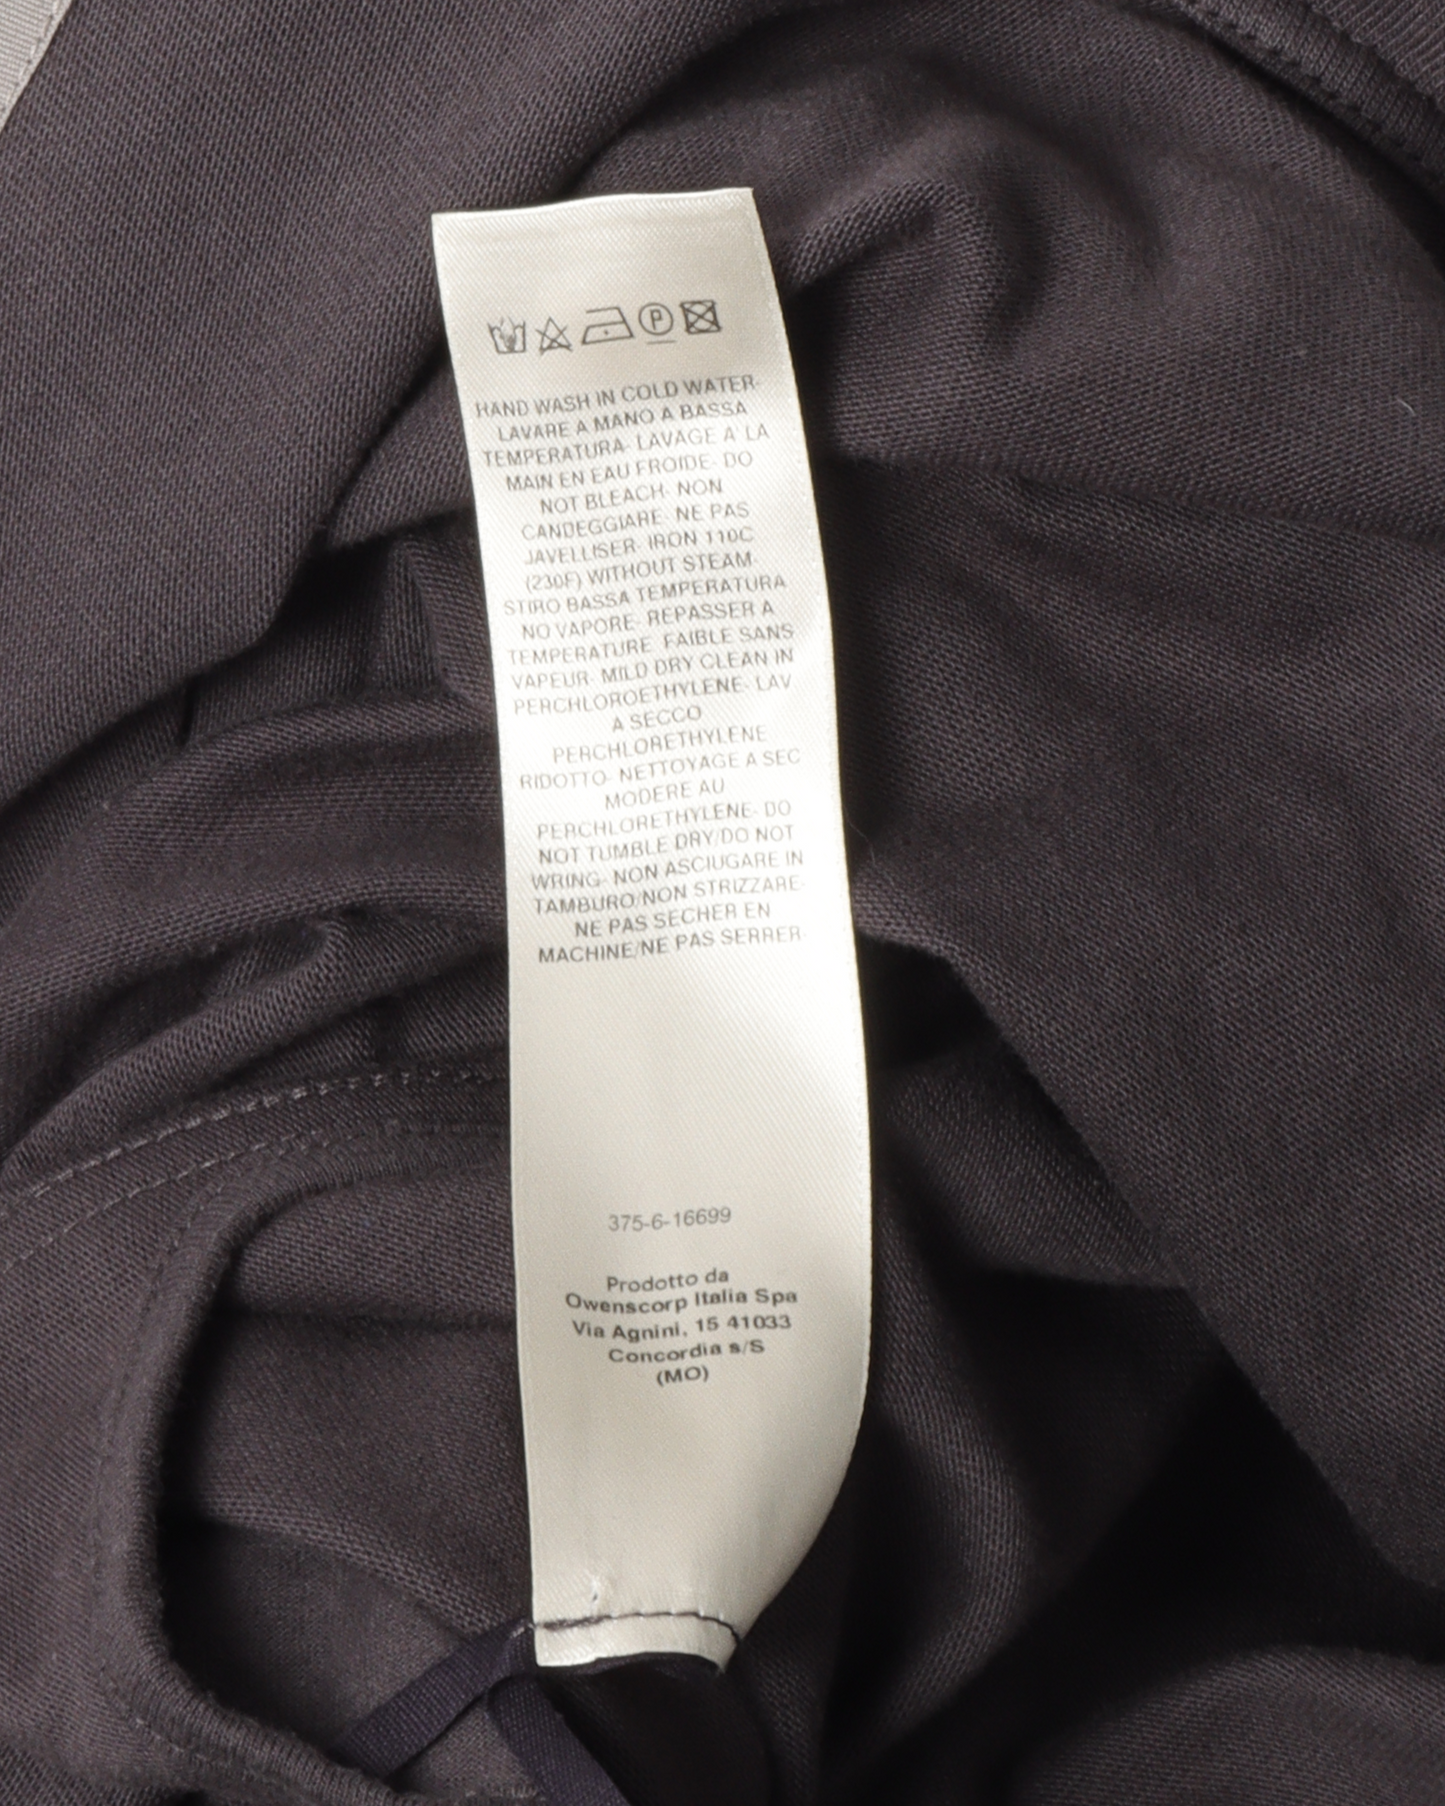 HAND WASH IN COLD WATER-
LAVARE A MANO A BASSA
TEMPERATURA- LAVAGE A' LA
MAIN EN EAU FROIDE- DO
NOT BLEACH- NON
CANDEGGIARE- NE PAS
JAVELLISER- IRON 110C
(230F) WITHOUT STEAM-
STIRO BASSA TEMPERATURA
NO VAPORE- REPASSER A
TEMPERATURE FAIBLE SANS
VAPEUR- MILD DRY CLEAN IN
PERCHLOROETHYLENE- LAV
A SECCO
PERCHLORETHYLENE
RIDOTTO- NETTOYAGE A SEC
MODERE AU
PERCHLORETHYLENE- DO
NOT TUMBLE DRY/DO NOT
WRING- NON ASCIUGARE IN
TAMBURO/NON STRIZZARE-
NE PAS SECHER EN
MACHINE/NE PAS SERRER-
375-6-16699
Prodotto da
Owenscorp Italia Spa
Via Agnini, 15 41033
Concordia s/S
(MO)